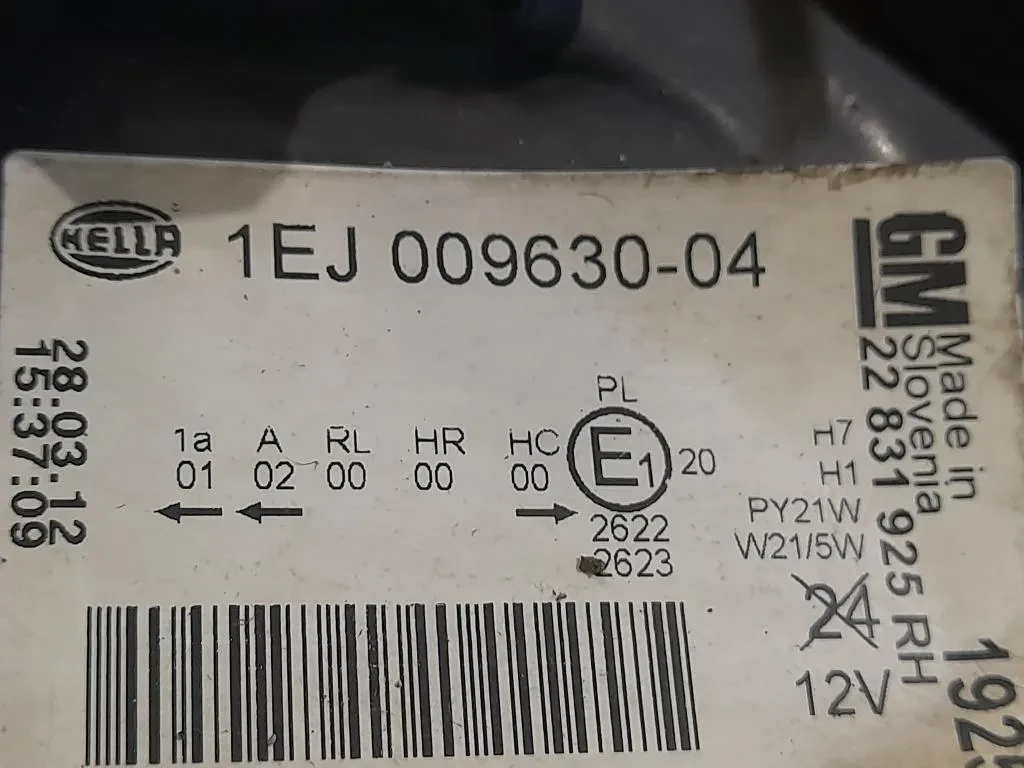 HELLA
1EJ 009630-04
GM
22 831 925 RH
Made in
Slovenia
28.03.12
15:37:09
PL
1a A RL HR HC E1 20
01 02 00 00 00
2622
2623
H7
H1
PY21W
W21/5W
24
12V
1925